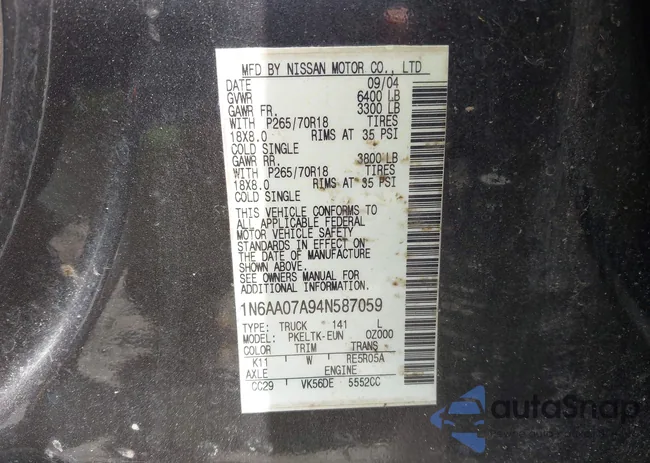 MFD BY NISSAN MOTOR CO., LTD
DATE 09/04
GVWR 6400 LB
GAWR FR. 3300 LB
WITH P265/70R18 TIRES
18X8.0 RIMS AT 35 PSI
COLD SINGLE
GAWR RR. 3800 LB
WITH P265/70R18 TIRES
18X8.0 RIMS AT 35 PSI
COLD SINGLE
THIS VEHICLE CONFORMS TO
ALL APPLICABLE FEDERAL
MOTOR VEHICLE SAFETY
STANDARDS IN EFFECT ON
THE DATE OF MANUFACTURE
SHOWN ABOVE.
SEE OWNERS MANUAL FOR
ADDITIONAL INFORMATION.
1N6AA07A94N587059
TYPE: TRUCK 141 L
MODEL: PKELTK-EUN 0Z000
COLOR TRIM TRANS
K11 W RE5R05A
AXLE ENGINE
CC29 VK56DE 5552CC
autoSnap